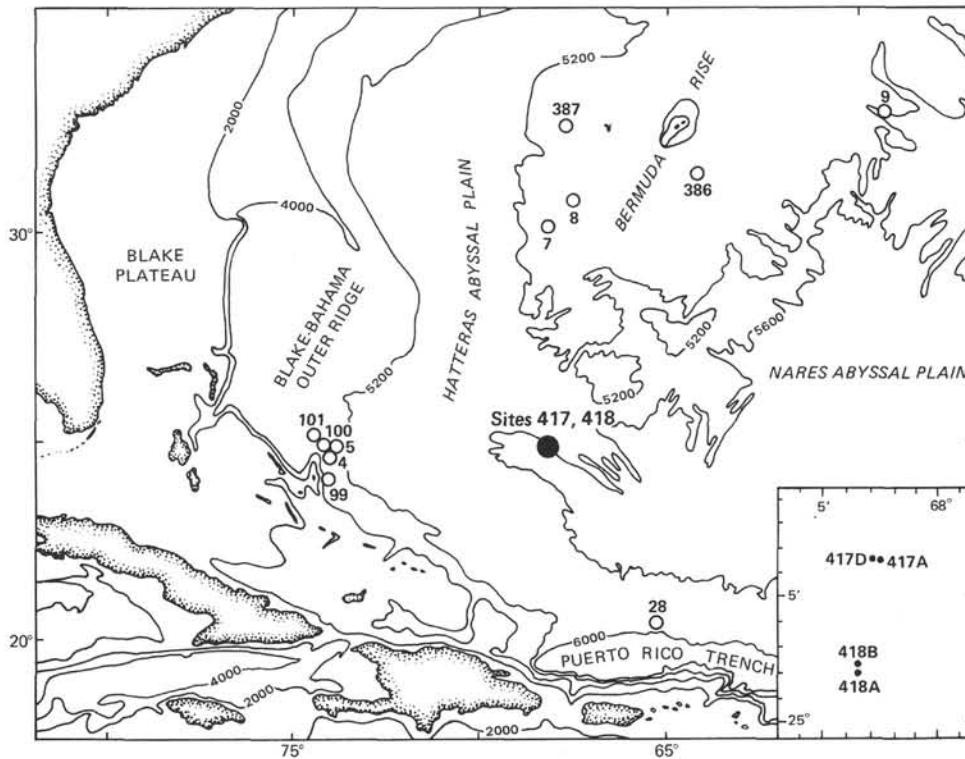 2000
4000
5200
5200
387
9
386
8
7
BERMUDA RISE
30°
BLAKE
PLATEAU
BLAKE-BAHAMA
OUTER RIDGE
HATTERAS ABYSSAL PLAIN
5200
5600
5200
NARES ABYSSAL PLAIN
Sites 417, 418
101
100
5
4
99
28
20°
6000
PUERTO RICO TRENCH
4000
2000
2000
75°
65°
5'
68°
417D
417A
5'
418B
418A
25°